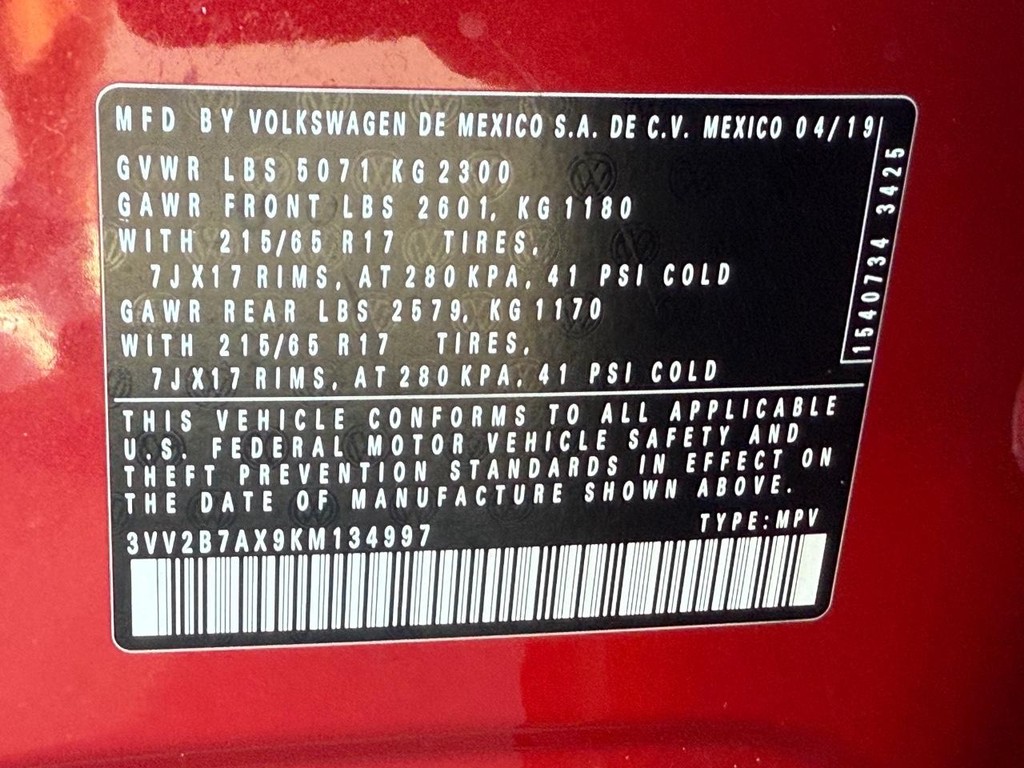 MFD BY VOLKSWAGEN DE MEXICO S.A. DE C.V. MEXICO 04/19
GVWR LBS 5071 KG 2300
GAWR FRONT LBS 2601, KG 1180
WITH 215/65 R17 TIRES,
7JX17 RIMS, AT 280 KPA, 41 PSI COLD
GAWR REAR LBS 2579, KG 1170
WITH 215/65 R17 TIRES,
7JX17 RIMS, AT 280 KPA, 41 PSI COLD
1540734 3425
THIS VEHICLE CONFORMS TO ALL APPLICABLE
U.S. FEDERAL MOTOR VEHICLE SAFETY AND
THEFT PREVENTION STANDARDS IN EFFECT ON
THE DATE OF MANUFACTURE SHOWN ABOVE.
TYPE: MPV
3VV2B7AX9KM134997